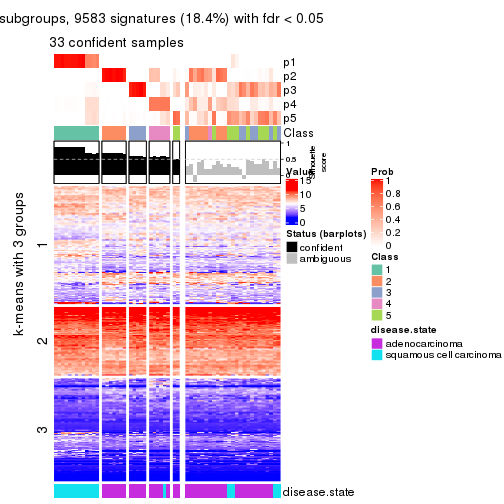 subgroups, 9583 signatures (18.4%) with fdr < 0.05
33 confident samples
p1
p2
p3
p4
p5
Class
1
0.5
0
silhouette
score
k-means with 3 groups
1
2
3
disease.state
Value
15
10
5
0
Status (barplots)
confident
ambiguous
Prob
1
0.8
0.6
0.4
0.2
0
Class
1
2
3
4
5
disease.state
adenocarcinoma
squamous cell carcinoma